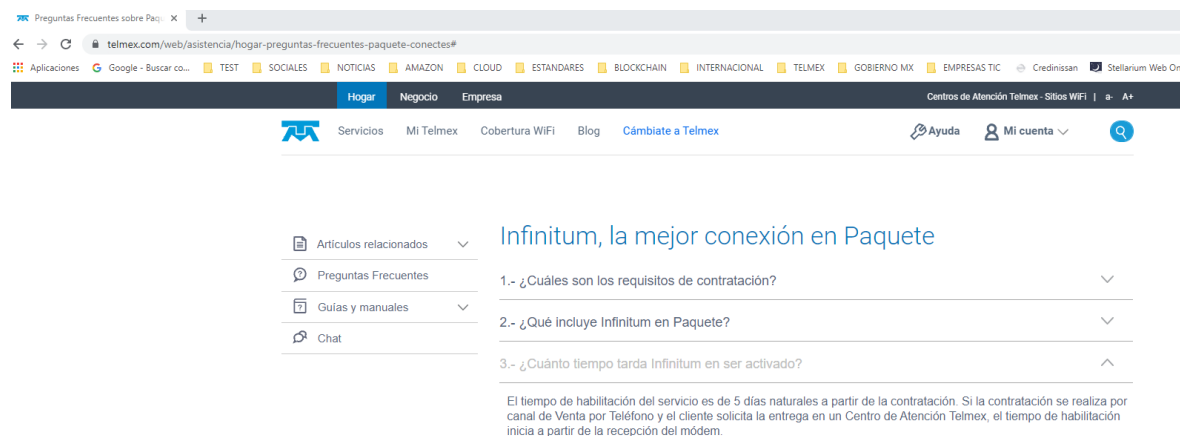 Preguntas Frecuentes sobre Paq
telmex.com/web/asistencia/hogar-preguntas-frecuentes-paquete-conectes#
Aplicaciones Google - Buscar co... TEST SOCIALES NOTICIAS AMAZON CLOUD ESTANDARES BLOCKCHAIN INTERNACIONAL TELMEX GOBIERNO MX EMPRESAS TIC Credinissan Stellarium Web On
Hogar Negocio Empresa Centros de Atención Telmex - Sitios WiFi | a- A+
Servicios Mi Telmex Cobertura WiFi Blog Cámbiate a Telmex Ayuda Mi cuenta
Infinitum, la mejor conexión en Paquete
Artículos relacionados
Preguntas Frecuentes
Guías y manuales
Chat
1.- ¿Cuáles son los requisitos de contratación?
2.- ¿Qué incluye Infinitum en Paquete?
3.- ¿Cuánto tiempo tarda Infinitum en ser activado?
El tiempo de habilitación del servicio es de 5 días naturales a partir de la contratación. Si la contratación se realiza por
canal de Venta por Teléfono y el cliente solicita la entrega en un Centro de Atención Telmex, el tiempo de habilitación
inicia a partir de la recepción del módem.